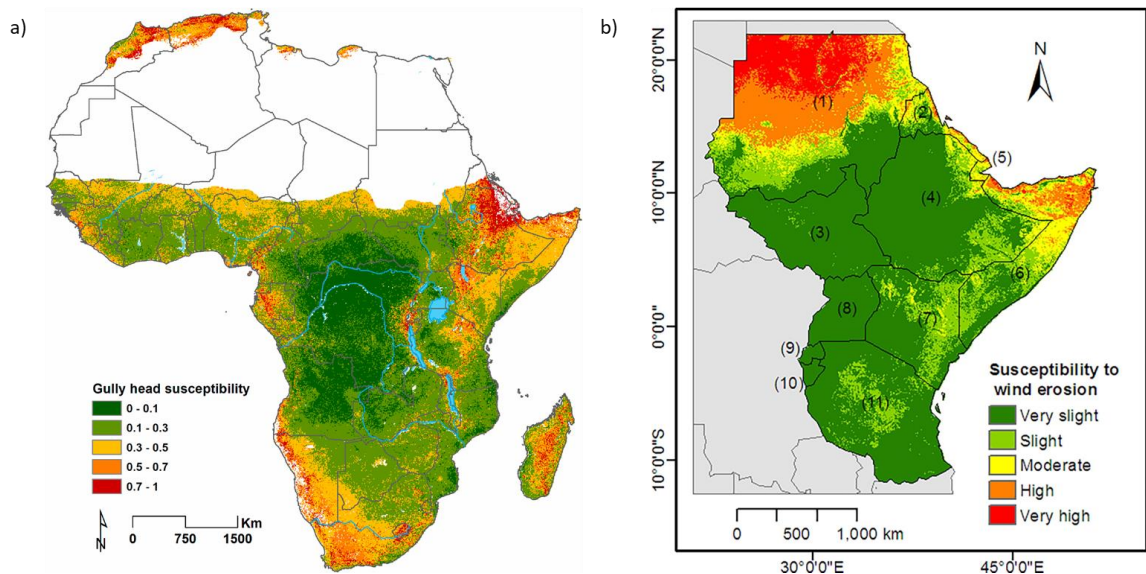 a)
Gully head susceptibility
0 - 0.1
0.1 - 0.3
0.3 - 0.5
0.5 - 0.7
0.7 - 1
N
Km
0 750 1500
b)
N
20°0'0"N
10°0'0"N
0°0'0"
10°0'0"S
(1)
(2)
(5)
(4)
(3)
(6)
(8)
(7)
(9)
(10)
(11)
Susceptibility to
wind erosion
Very slight
Slight
Moderate
High
Very high
0 500 1,000 km
30°0'0"E 45°0'0"E